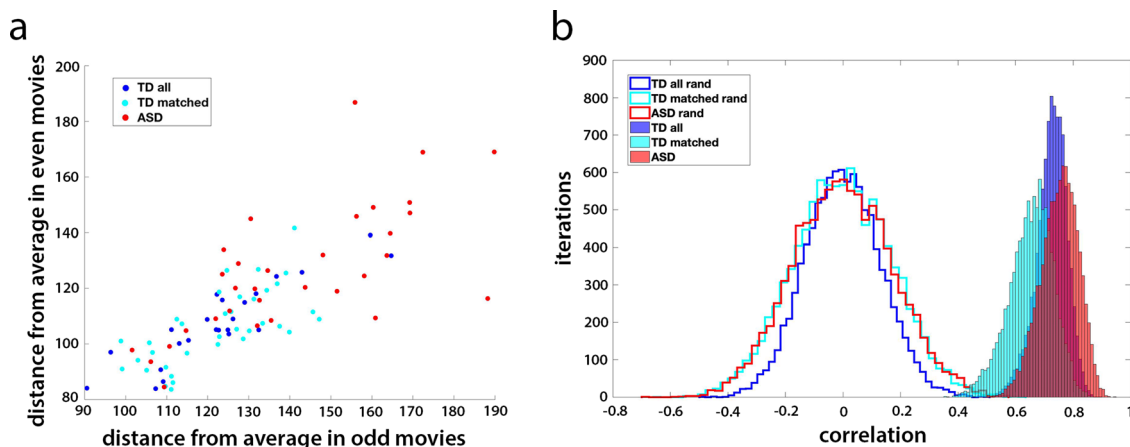 a
distance from average in even movies
200
180
160
140
120
100
80
TD all
TD matched
ASD
90 100 110 120 130 140 150 160 170 180 190
distance from average in odd movies
b
iterations
900
800
700
600
500
400
300
200
100
0
TD all rand
TD matched rand
ASD rand
TD all
TD matched
ASD
-0.8 -0.6 -0.4 -0.2 0 0.2 0.4 0.6 0.8 1
correlation